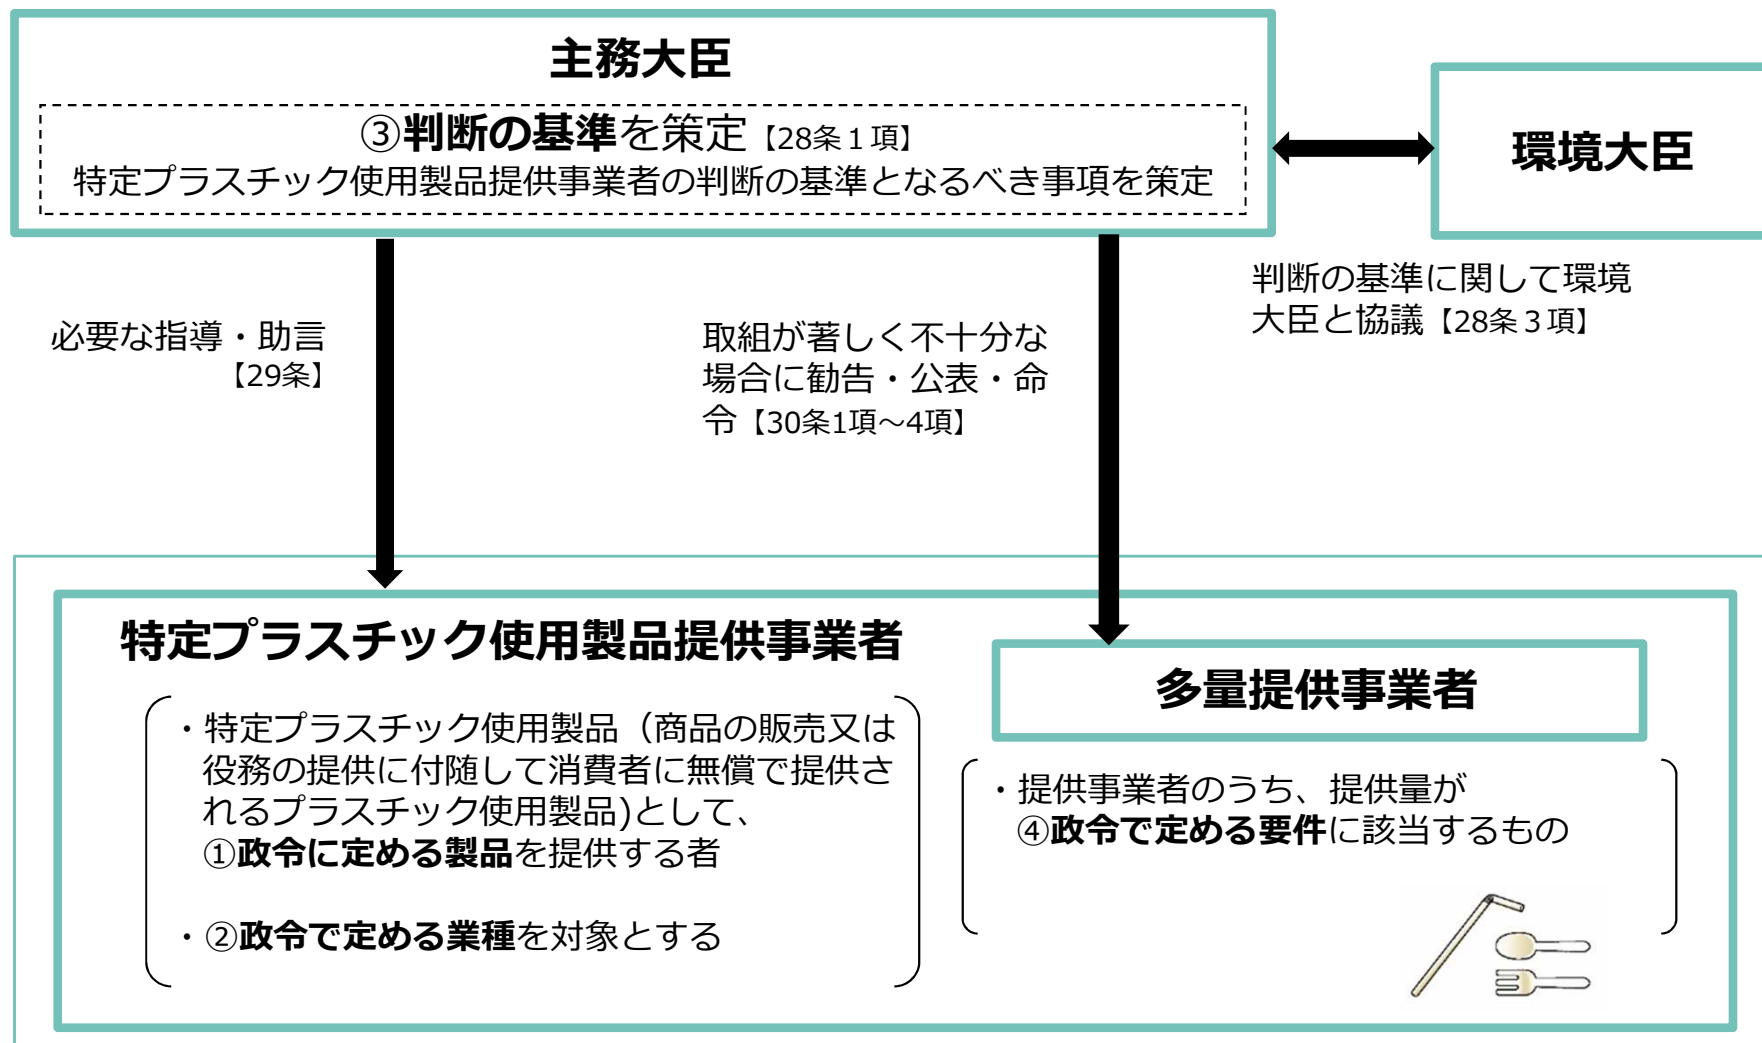 主務大臣
③判断の基準を策定【28条１項】
特定プラスチック使用製品提供事業者の判断の基準となるべき事項を策定
環境大臣
判断の基準に関して環境
大臣と協議【28条３項】
必要な指導・助言
【29条】
取組が著しく不十分な
場合に勧告・公表・命
令【30条1項～4項】
特定プラスチック使用製品提供事業者
・特定プラスチック使用製品（商品の販売又は
役務の提供に付随して消費者に無償で提供さ
れるプラスチック使用製品)として、
①政令に定める製品を提供する者
・②政令で定める業種を対象とする
多量提供事業者
・提供事業者のうち、提供量が
④政令で定める要件に該当するもの